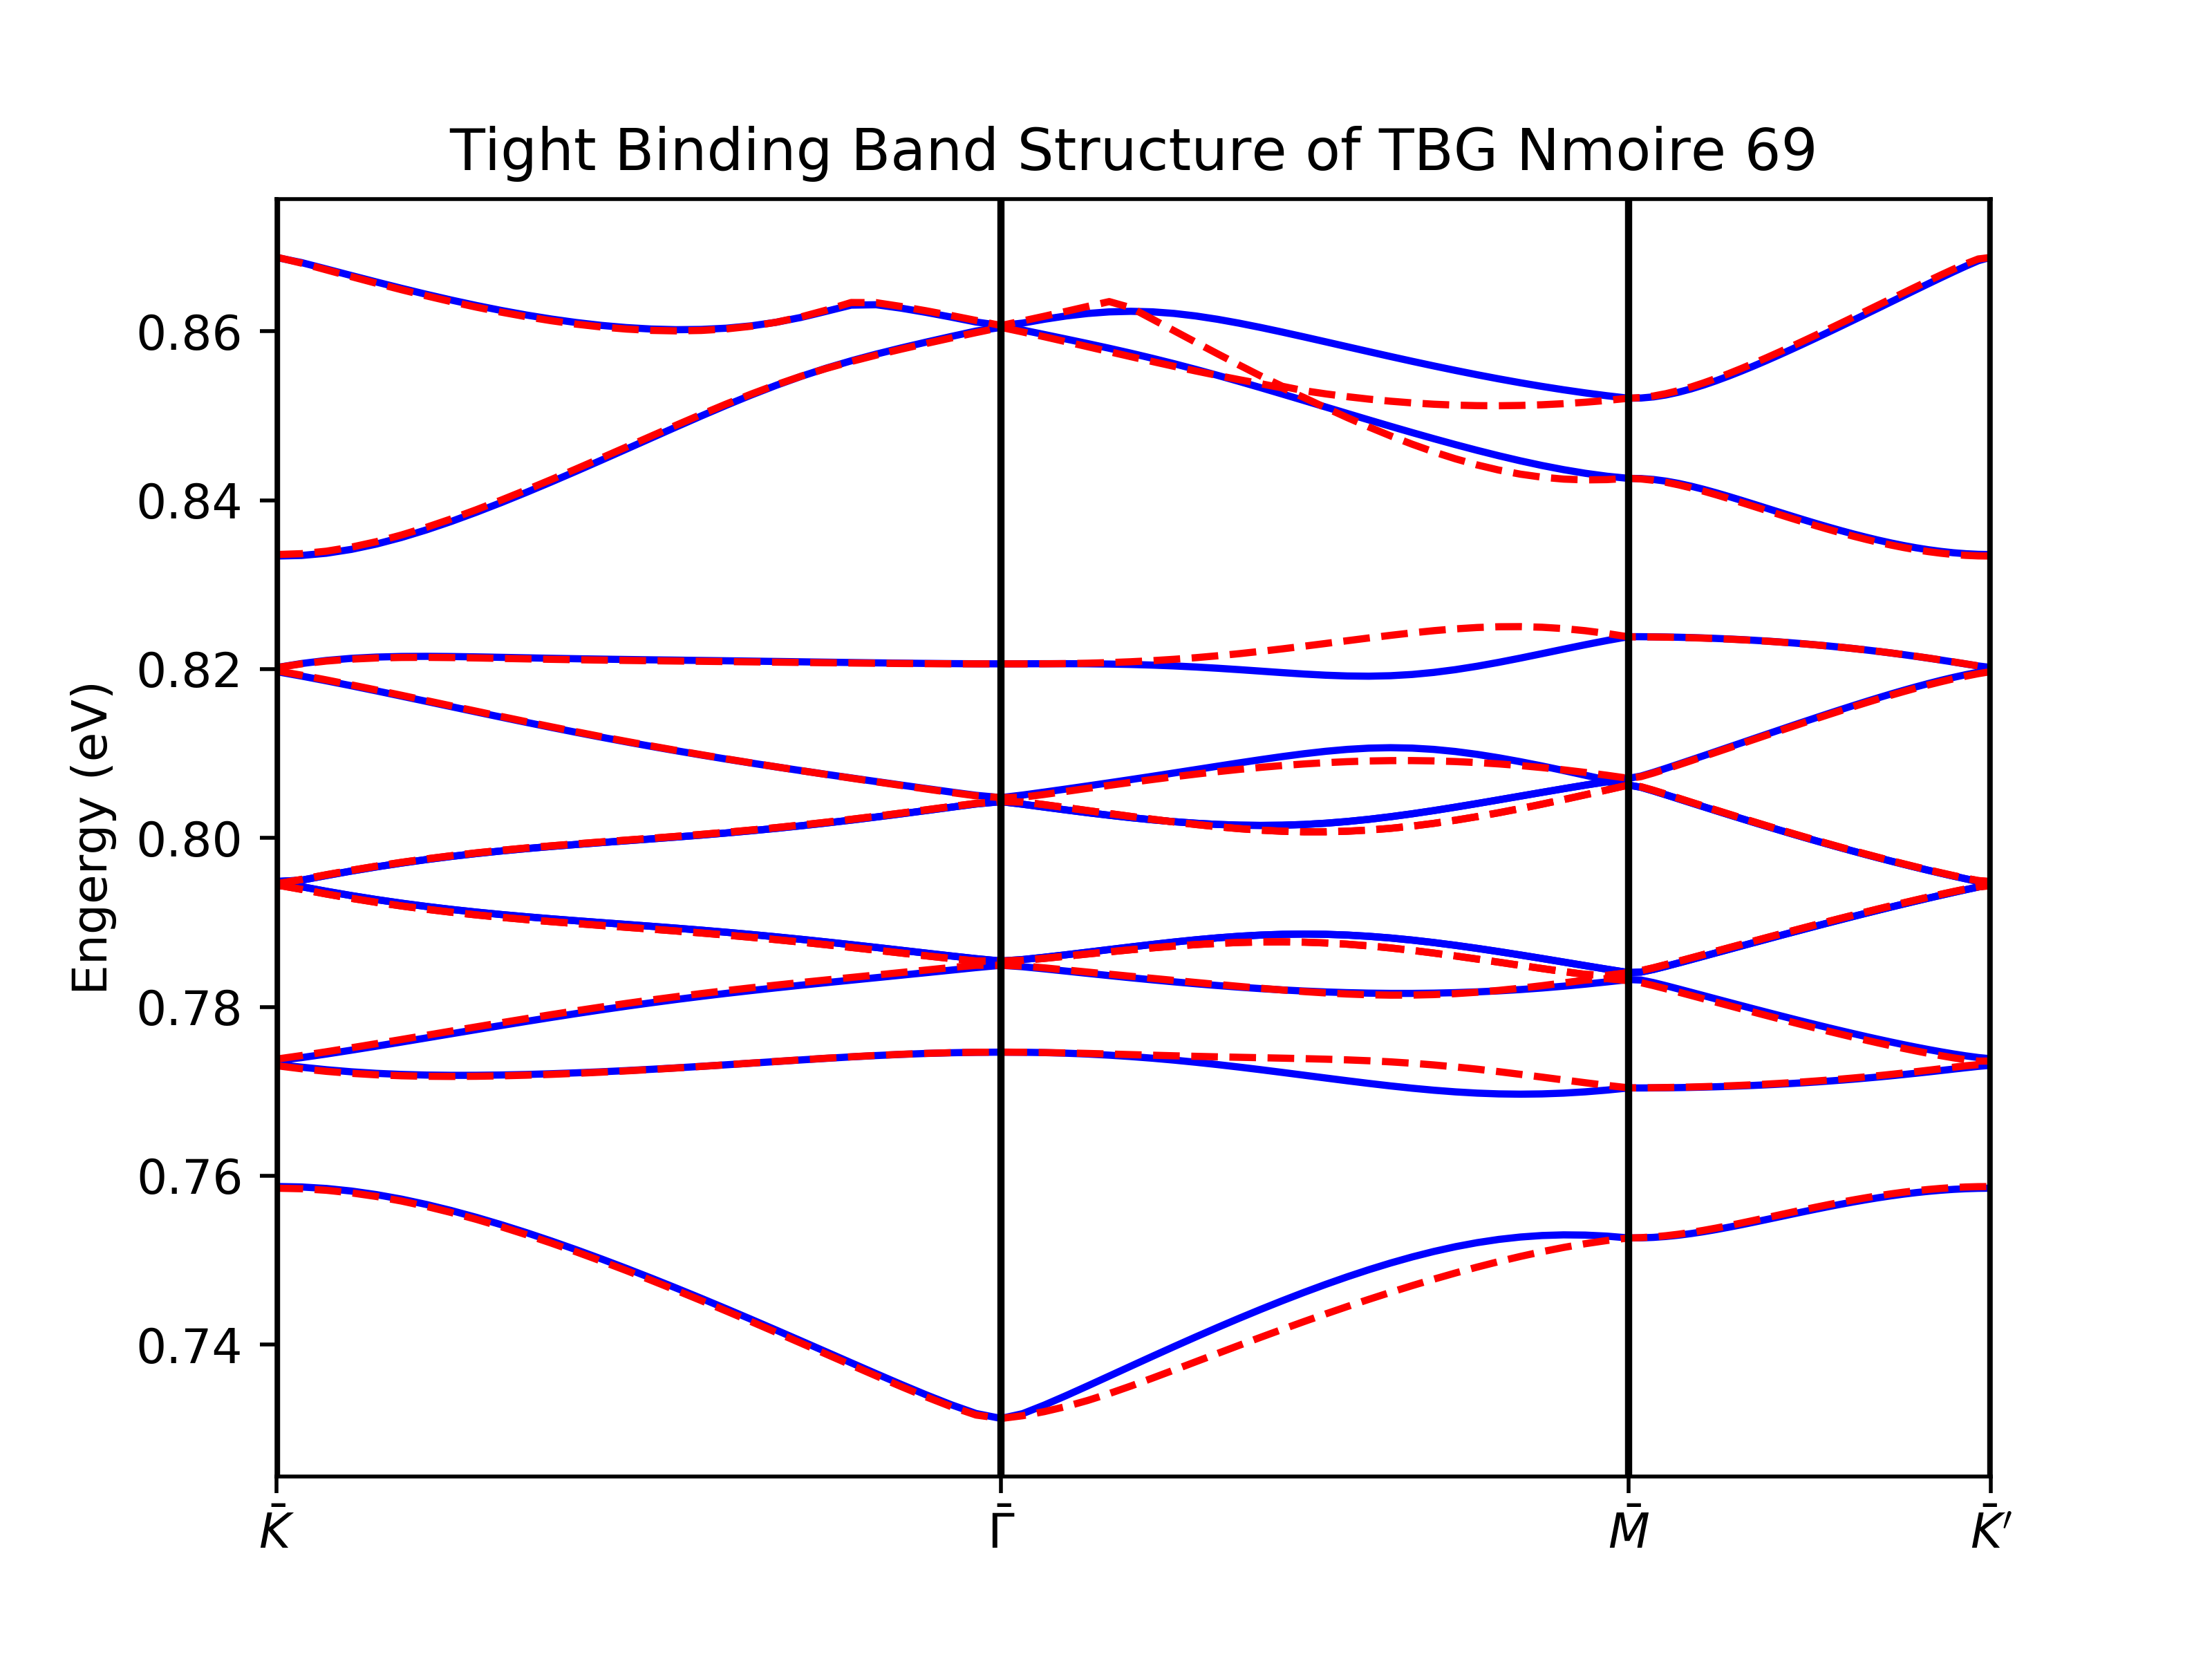 Tight Binding Band Structure of TBG Nmoire 69
Engergy (eV)
0.86
0.84
0.82
0.80
0.78
0.76
0.74
K̄ Γ̄ M̄ K̄′